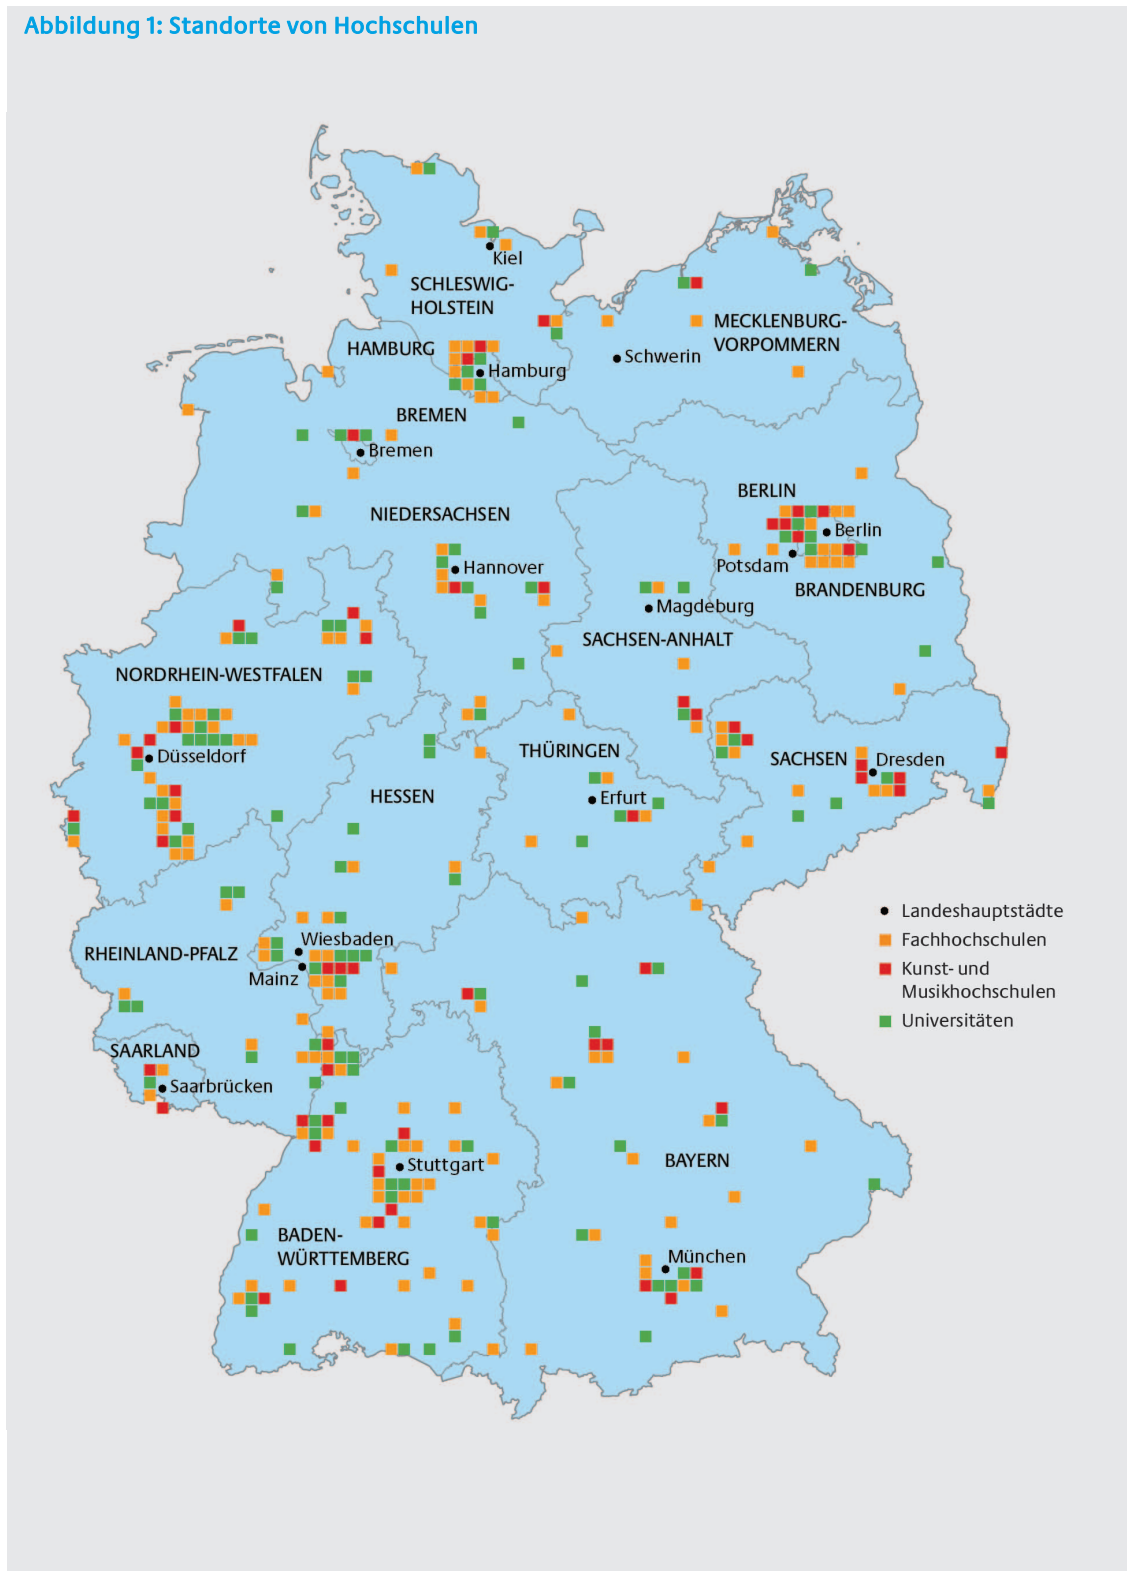 Abbildung 1: Standorte von Hochschulen
Kiel
SCHLESWIG-
HOLSTEIN
MECKLENBURG-
VORPOMMERN
HAMBURG
Schwerin
Hamburg
BREMEN
Bremen
BERLIN
NIEDERSACHSEN
Berlin
Hannover
Potsdam
BRANDENBURG
Magdeburg
SACHSEN-ANHALT
NORDRHEIN-WESTFALEN
Düsseldorf
THÜRINGEN
SACHSEN
Dresden
HESSEN
Erfurt
Landeshauptstädte
Fachhochschulen
Kunst- und
Musikhochschulen
Universitäten
Wiesbaden
RHEINLAND-PFALZ
Mainz
SAARLAND
Saarbrücken
Stuttgart
BAYERN
BADEN-
WÜRTTEMBERG
München